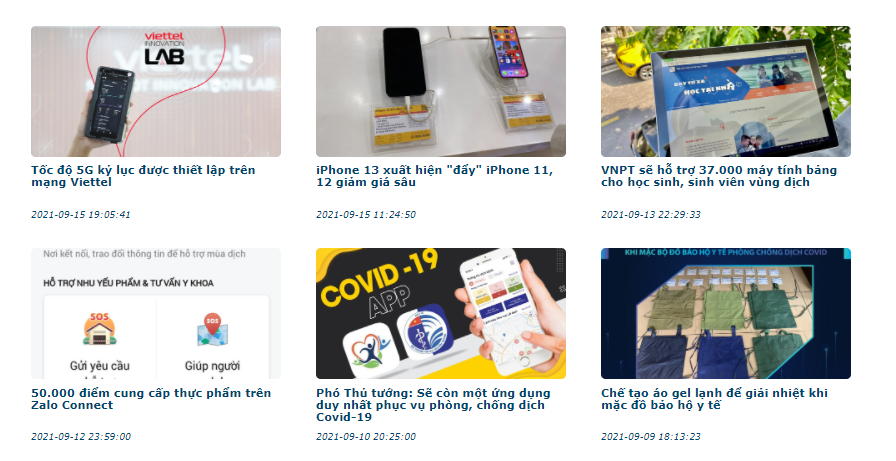 viettel
INNOVATION
LAB
Tốc độ 5G kỷ lục được thiết lập trên
mạng Viettel
2021-09-15 19:05:41
iPhone 13 xuất hiện "đẩy" iPhone 11,
12 giảm giá sâu
2021-09-15 11:24:50
DẠY TỪ XA
HỌC TẠI NHÀ
VNPT sẽ hỗ trợ 37.000 máy tính bảng
cho học sinh, sinh viên vùng dịch
2021-09-13 22:29:33
Nơi kết nối, trao đổi thông tin để hỗ trợ mùa dịch
HỖ TRỢ NHU YẾU PHẨM & TƯ VẤN Y KHOA
SOS
Gửi yêu cầu
SOS
Giúp người
50.000 điểm cung cấp thực phẩm trên
Zalo Connect
2021-09-12 23:59:00
COVID -19
APP
Phó Thủ tướng: Sẽ còn một ứng dụng
duy nhất phục vụ phòng, chống dịch
Covid-19
2021-09-10 20:25:00
KHI MẶC BỘ ĐỒ BẢO HỘ Y TẾ PHÒNG CHỐNG DỊCH COVID
Chế tạo áo gel lạnh để giải nhiệt khi
mặc đồ bảo hộ y tế
2021-09-09 18:13:23